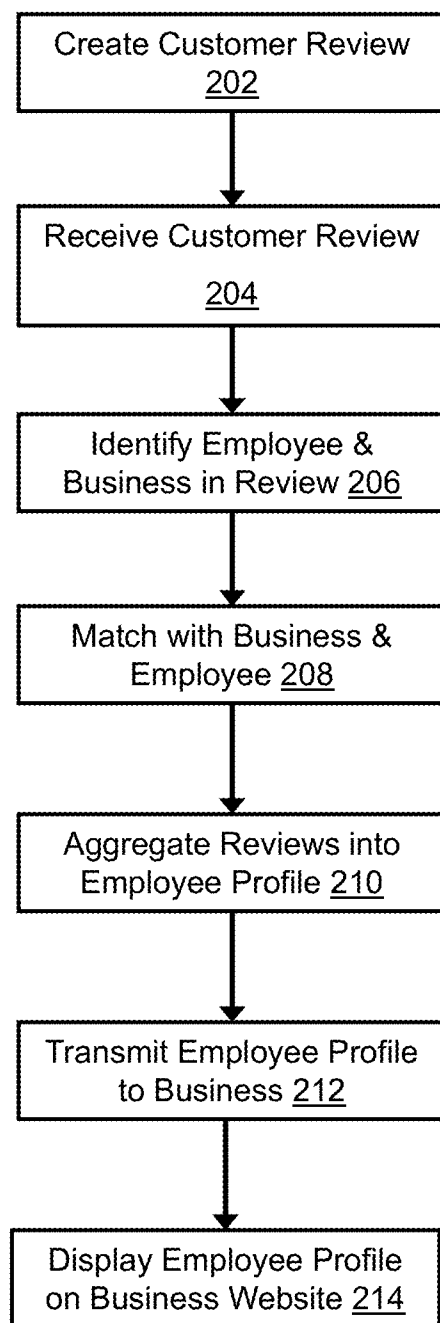 Create Customer Review
202
Receive Customer Review
204
Identify Employee &
Business in Review 206
Match with Business &
Employee 208
Aggregate Reviews into
Employee Profile 210
Transmit Employee Profile
to Business 212
Display Employee Profile
on Business Website 214